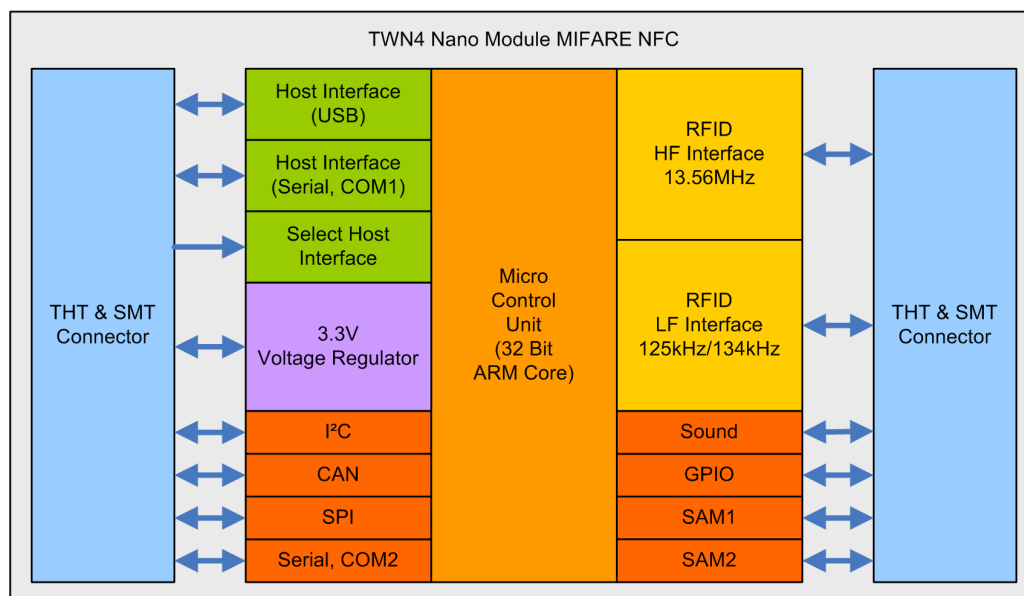 TWN4 Nano Module MIFARE NFC
THT & SMT
Connector
Host Interface
(USB)
Host Interface
(Serial, COM1)
Select Host
Interface
3.3V
Voltage Regulator
I²C
CAN
SPI
Serial, COM2
Micro
Control
Unit
(32 Bit
ARM Core)
RFID
HF Interface
13.56MHz
RFID
LF Interface
125kHz/134kHz
Sound
GPIO
SAM1
SAM2
THT & SMT
Connector